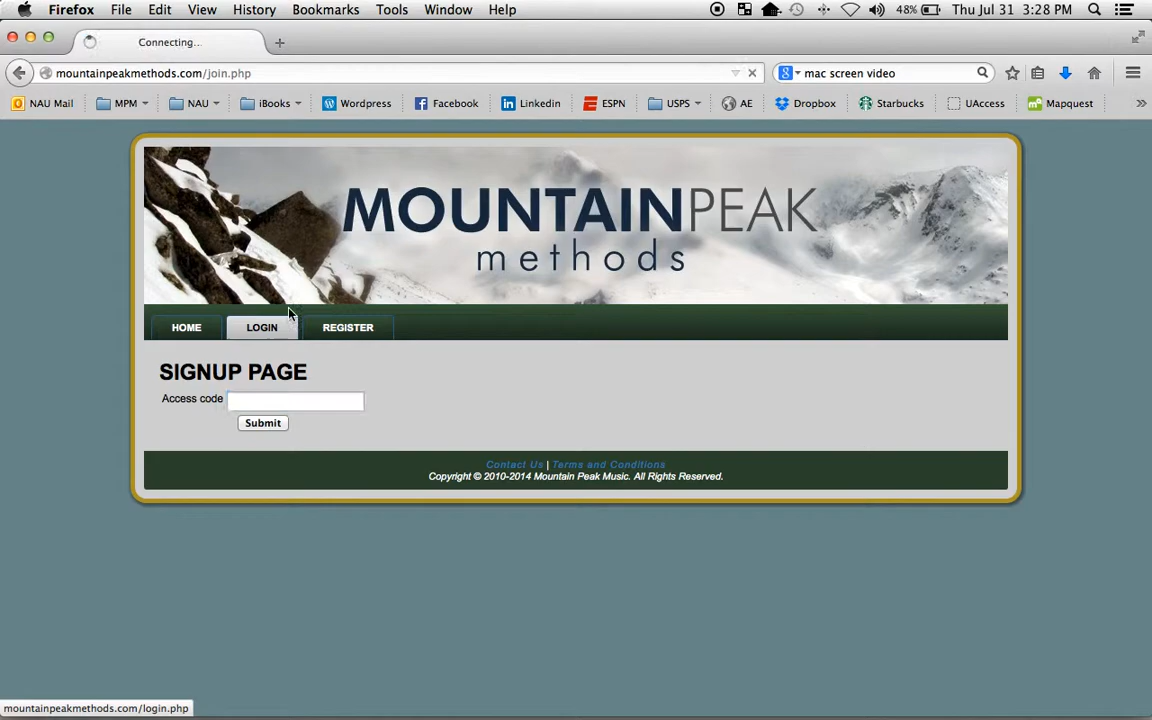 Firefox File Edit View History Bookmarks Tools Window Help 48% Thu Jul 31 3:28 PM
Connecting...
mountainpeakmethods.com/join.php mac screen video
NAU Mail MPM NAU iBooks Wordpress Facebook Linkedin ESPN USPS AE Dropbox Starbucks UAccess Mapquest
MOUNTAINPEAK
methods
HOME LOGIN REGISTER
SIGNUP PAGE
Access code
Submit
Contact Us | Terms and Conditions
Copyright © 2010-2014 Mountain Peak Music. All Rights Reserved.
mountainpeakmethods.com/login.php